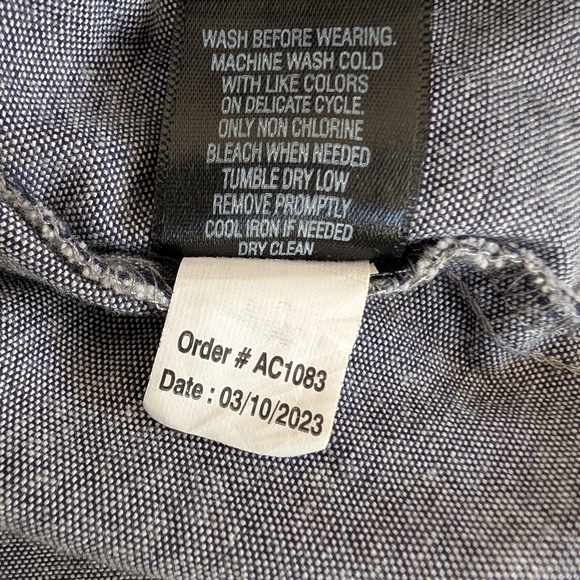 WASH BEFORE WEARING.
MACHINE WASH COLD
WITH LIKE COLORS
ON DELICATE CYCLE.
ONLY NON CHLORINE
BLEACH WHEN NEEDED
TUMBLE DRY LOW
REMOVE PROMPTLY
COOL IRON IF NEEDED
DRY CLEAN
Order # AC1083
Date : 03/10/2023